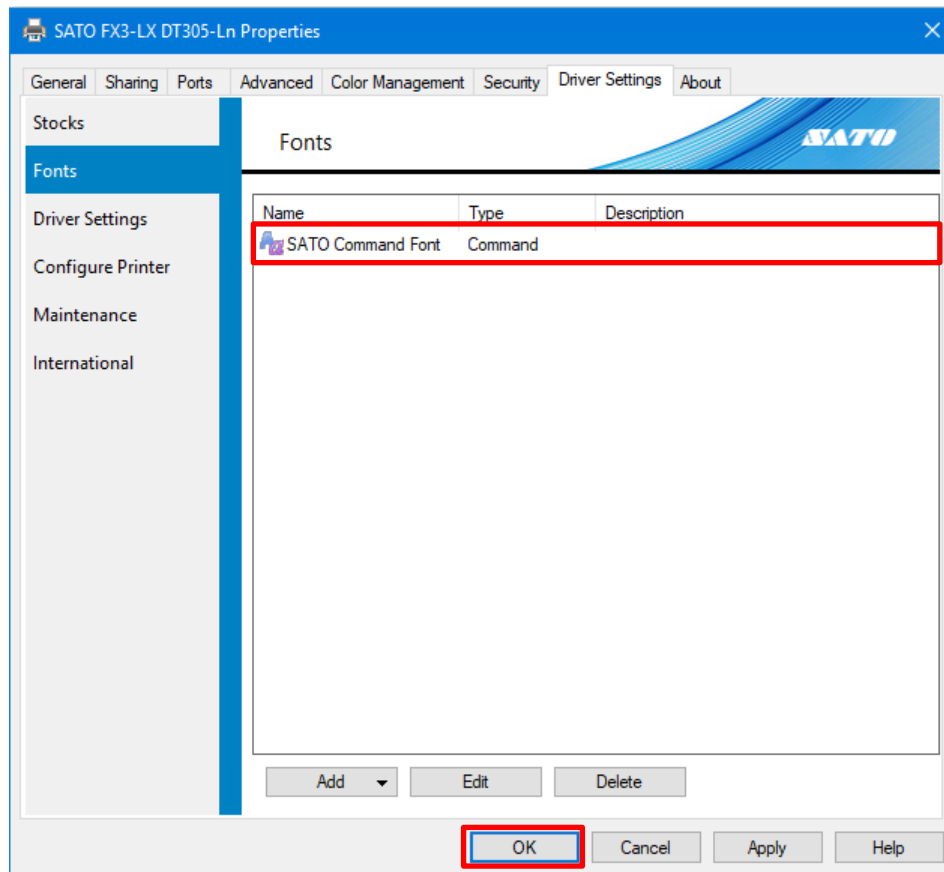 SATO FX3-LX DT305-Ln Properties
General Sharing Ports Advanced Color Management Security Driver Settings About
Stocks
Fonts
Driver Settings
Configure Printer
Maintenance
International
Fonts
SATO
Name Type Description
SATO Command Font Command
Add Edit Delete
OK Cancel Apply Help